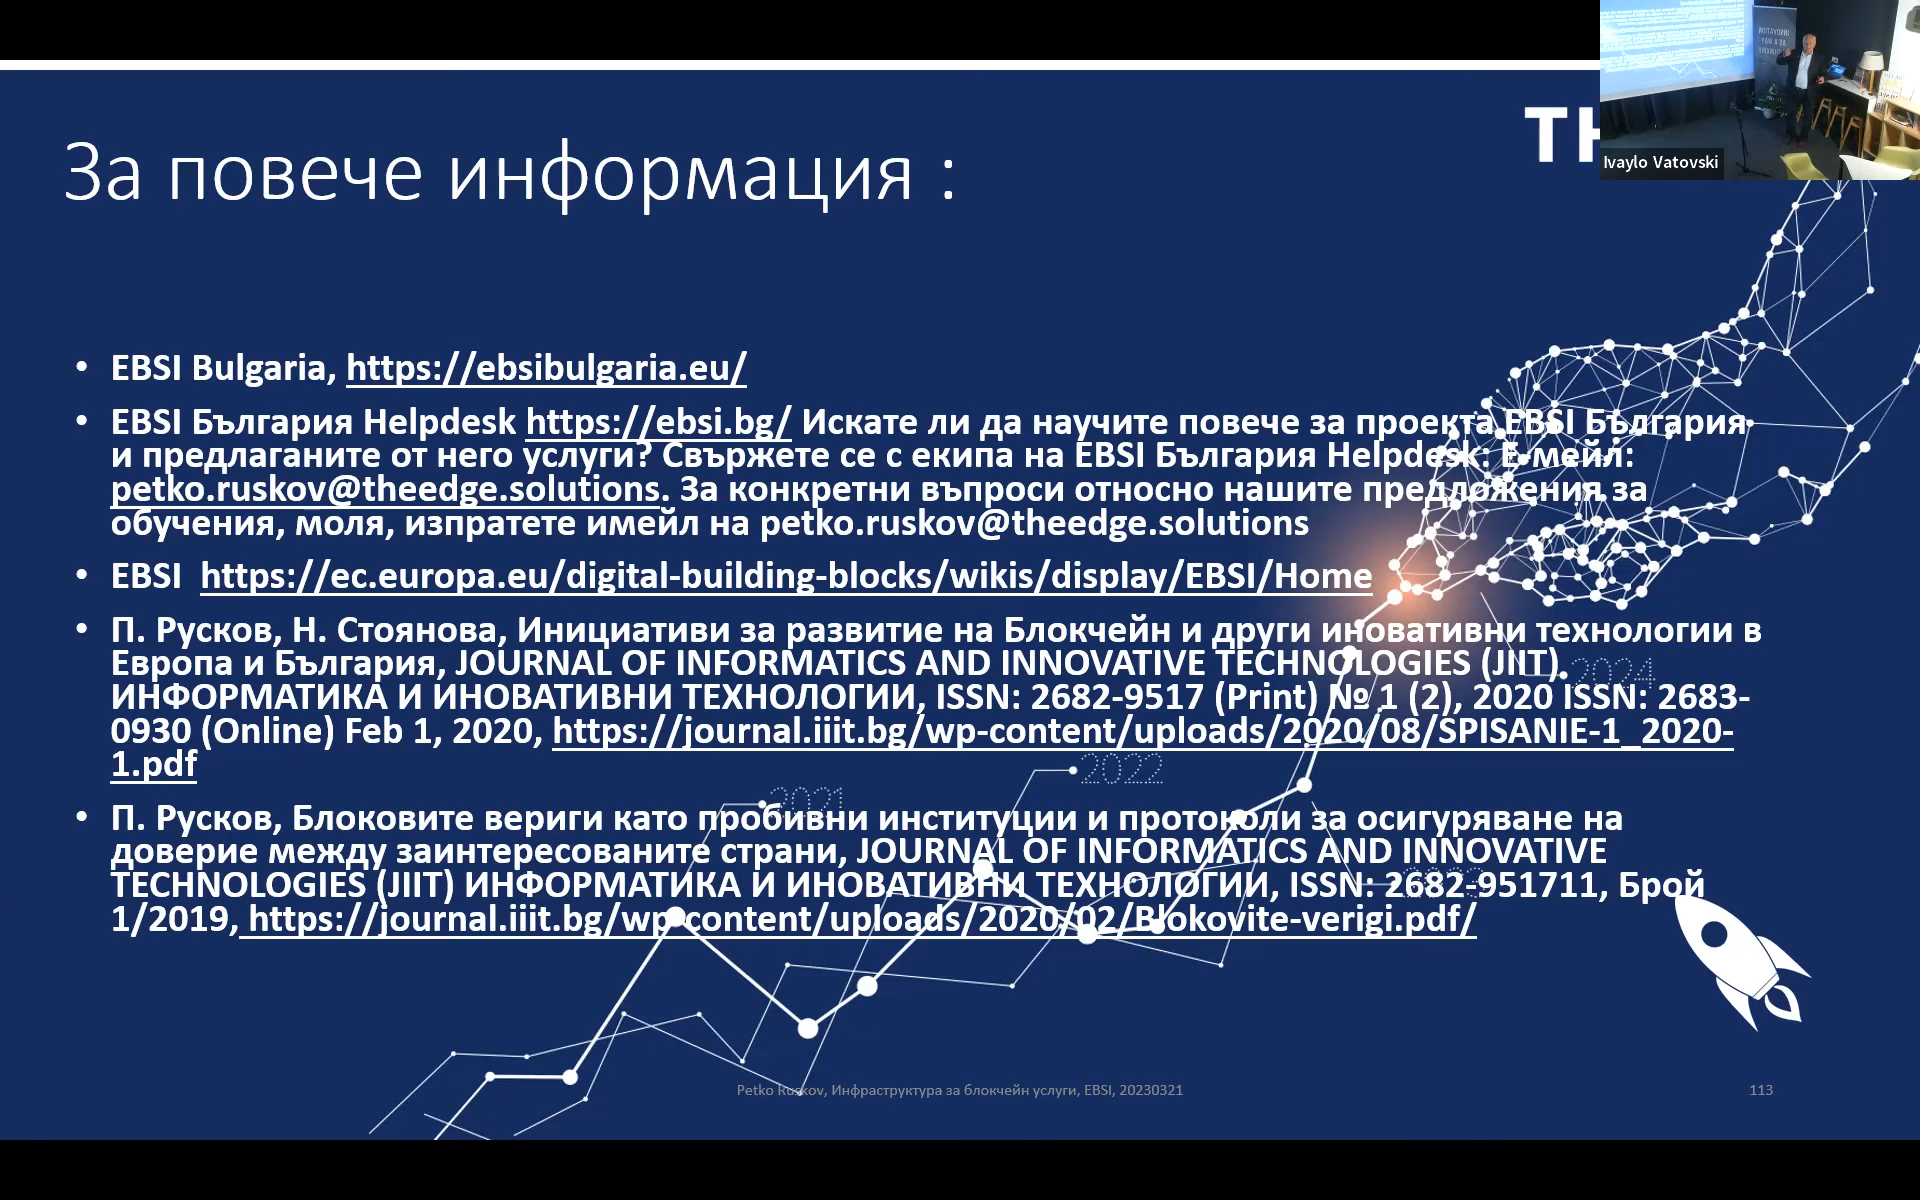 TH
Ivaylo Vatovski
За повече информация :
• EBSI Bulgaria, https://ebsibulgaria.eu/
• EBSI България Helpdesk https://ebsi.bg/ Искате ли да научите повече за проекта EBSI България
и предлаганите от него услуги? Свържете се с екипа на EBSI България Helpdesk: Е-мейл:
petko.ruskov@theedge.solutions. За конкретни въпроси относно нашите предложения за
обучения, моля, изпратете имейл на petko.ruskov@theedge.solutions
• EBSI https://ec.europa.eu/digital-building-blocks/wikis/display/EBSI/Home
• П. Русков, Н. Стоянова, Инициативи за развитие на Блокчейн и други иновативни технологии в
Европа и България, JOURNAL OF INFORMATICS AND INNOVATIVE TECHNOLOGIES (JIIT)
ИНФОРМАТИКА И ИНОВАТИВНИ ТЕХНОЛОГИИ, ISSN: 2682-9517 (Print) № 1 (2), 2020 ISSN: 2683-
0930 (Online) Feb 1, 2020, https://journal.iiit.bg/wp-content/uploads/2020/08/SPISANIE-1_2020-
1.pdf
• П. Русков, Блоковите вериги като пробивни институции и протоколи за осигуряване на
доверие между заинтересованите страни, JOURNAL OF INFORMATICS AND INNOVATIVE
TECHNOLOGIES (JIIT) ИНФОРМАТИКА И ИНОВАТИВНИ ТЕХНОЛОГИИ, ISSN: 2682-951711, Брой
1/2019, https://journal.iiit.bg/wp-content/uploads/2020/02/Blokovite-verigi.pdf/
2021
2022
2024
Petko Ruskov, Инфраструктура за блокчейн услуги, EBSI, 20230321
113